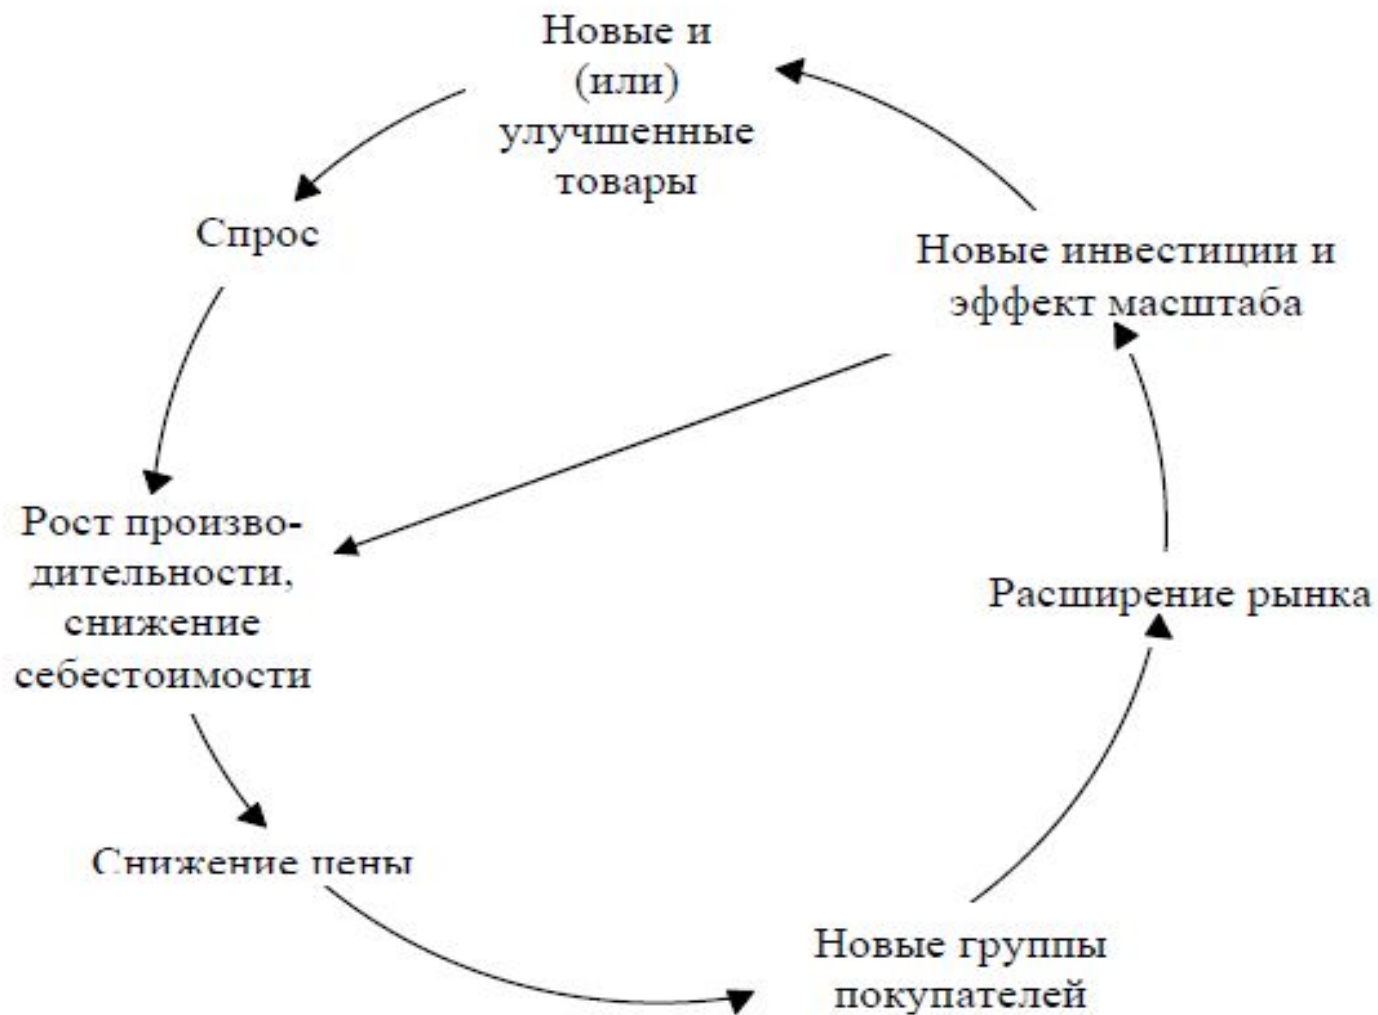 Новые и
(или)
улучшенные
товары
Спрос
Новые инвестиции и
эффект масштаба
Рост произво-
дительности,
снижение
себестоимости
Расширение рынка
Снижение цены
Новые группы
покупателей